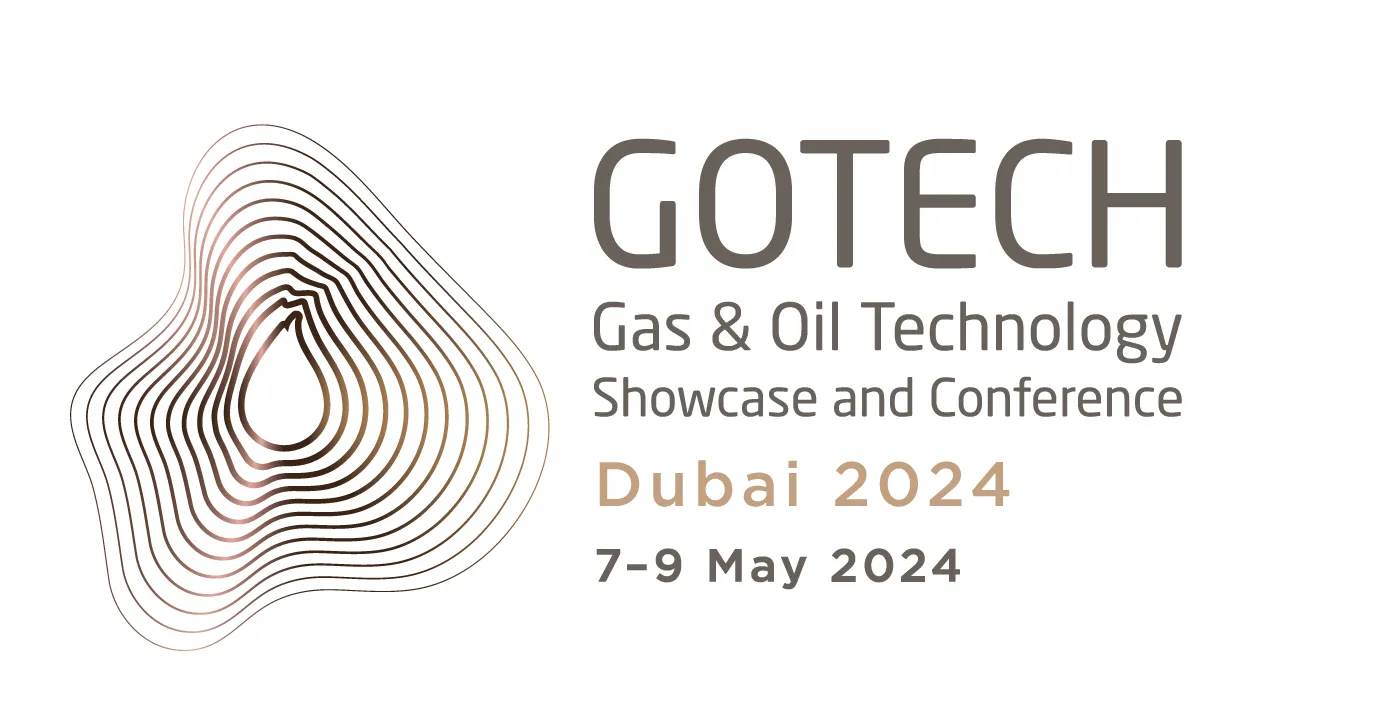 GOTECH
Gas & Oil Technology
Showcase and Conference
Dubai 2024
7–9 May 2024